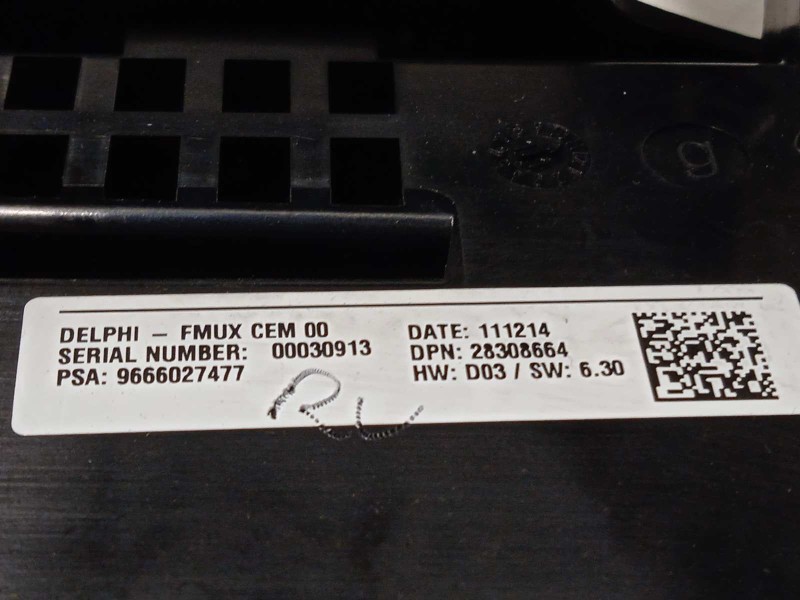 g
DELPHI – FMUX CEM 00
SERIAL NUMBER: 00030913
PSA: 9666027477
DATE: 111214
DPN: 28308664
HW: D03 / SW: 6.30